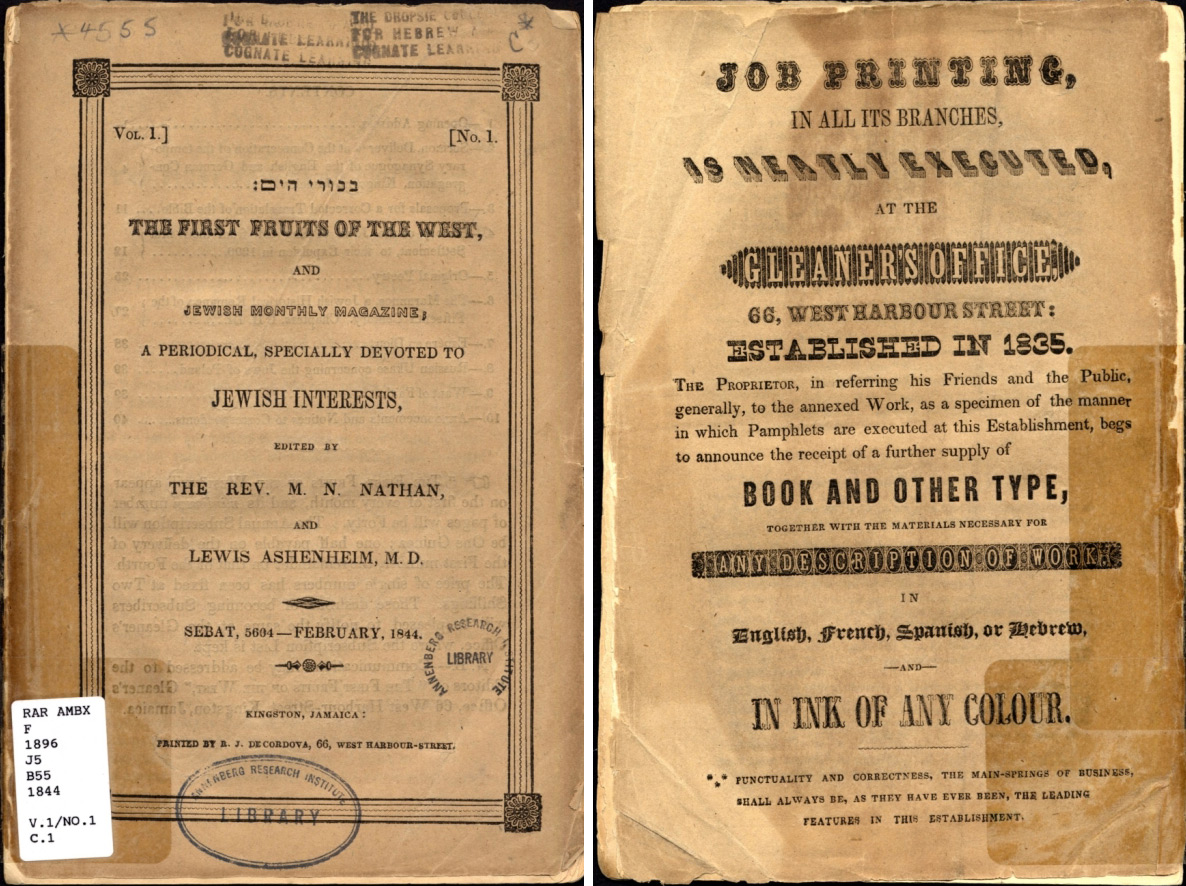 *4555
THE DROPSIE
FOR HEBREW
COGNATE
COGNATE
C*
VOL. 1.] [NO. 1.
בכורי הים:
THE FIRST FRUITS OF THE WEST,
AND
JEWISH MONTHLY MAGAZINE;
A PERIODICAL, SPECIALLY DEVOTED TO
JEWISH INTERESTS,
EDITED BY
THE REV. M. N. NATHAN,
AND
LEWIS ASHENHEIM, M.D.
SEBAT, 5604—FEBRUARY, 1844.
ANNENBERG RESEARCH INSTITUTE
LIBRARY
KINGSTON, JAMAICA:
PRINTED BY R. J. DECORDOVA, 66, WEST HARBOUR-STREET.
ANNENBERG RESEARCH INSTITUTE
LIBRARY
RAR AMBX
F
1896
J5
B55
1844
V.1/NO.1
C.1
JOB PRINTING,
IN ALL ITS BRANCHES,
IS NEATLY EXECUTED,
AT THE
GLEANER'S OFFICE,
66, WEST HARBOUR STREET:
ESTABLISHED IN 1835.
THE PROPRIETOR, in referring his Friends and the Public,
generally, to the annexed Work, as a specimen of the manner
in which Pamphlets are executed at this Establishment, begs
to announce the receipt of a further supply of
BOOK AND OTHER TYPE,
TOGETHER WITH THE MATERIALS NECESSARY FOR
ANY DESCRIPTION OF WORK,
IN
English, French, Spanish, or Hebrew,
—AND—
IN INK OF ANY COLOUR.
*** PUNCTUALITY AND CORRECTNESS, THE MAIN-SPRINGS OF BUSINESS,
SHALL ALWAYS BE, AS THEY HAVE EVER BEEN, THE LEADING
FEATURES IN THIS ESTABLISHMENT.